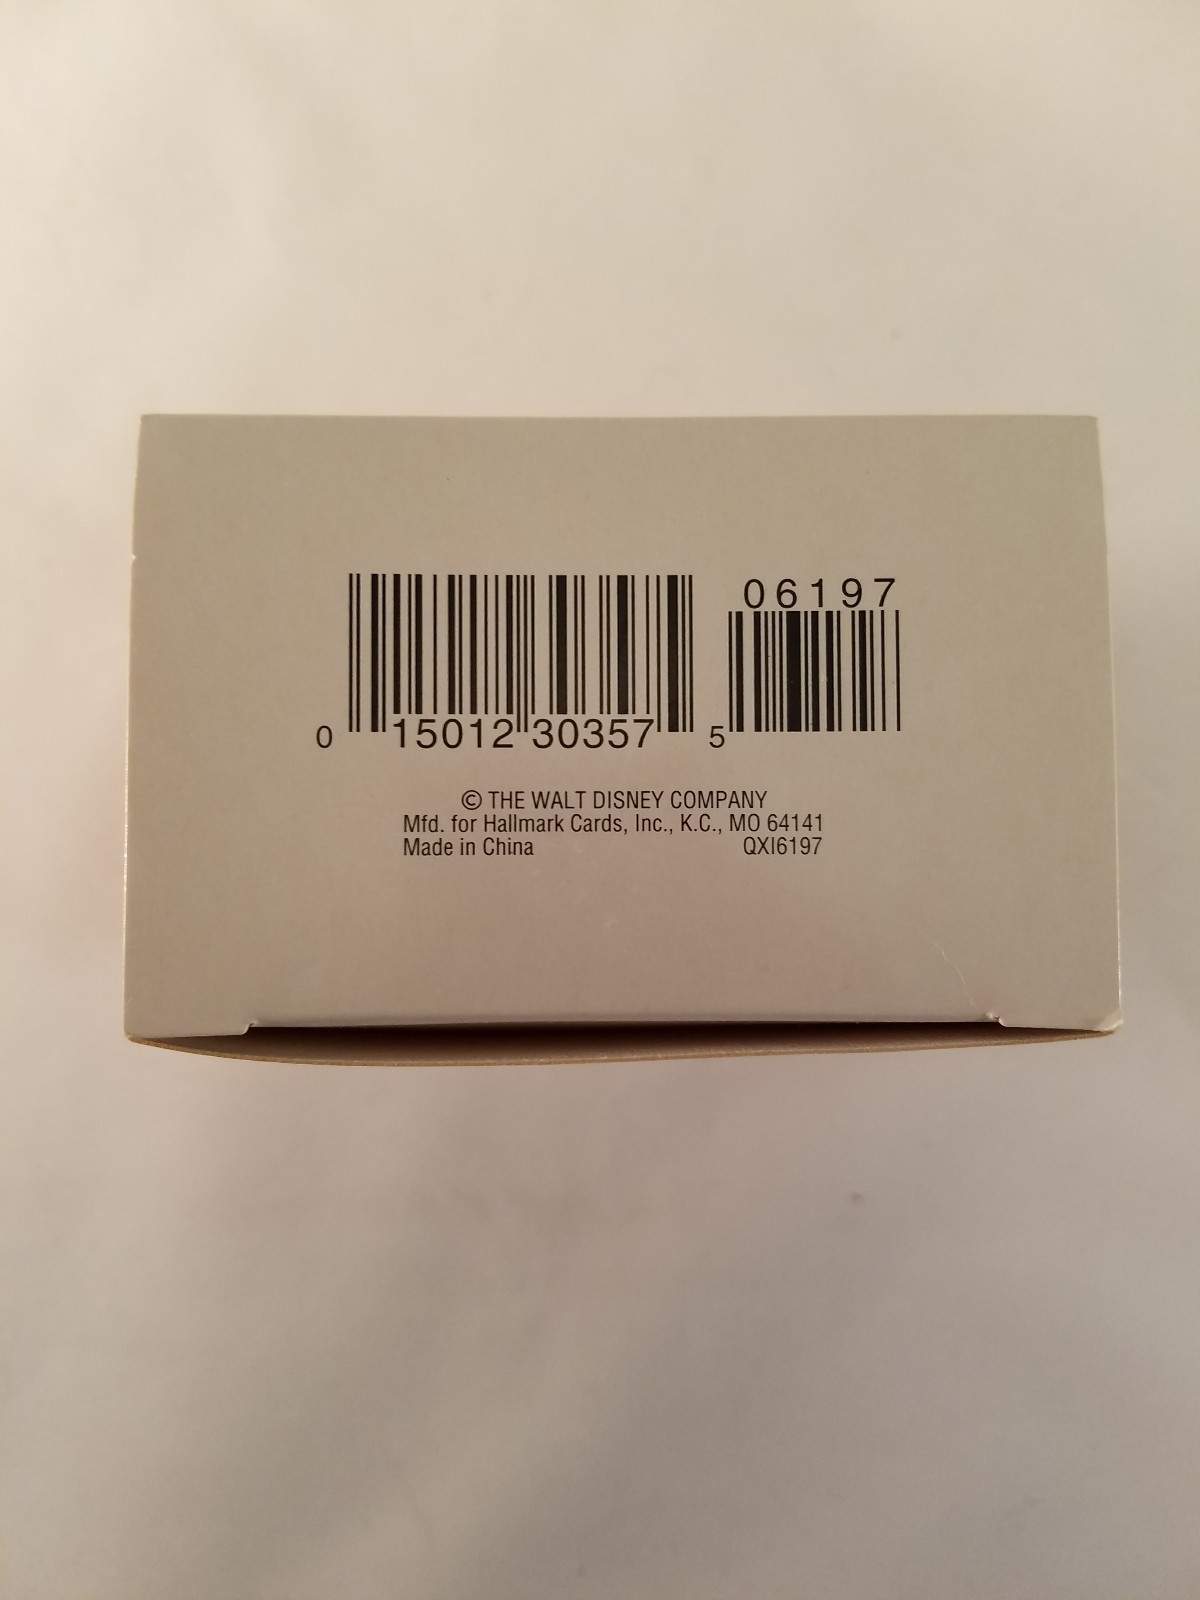 06197
0 15012 30357 5
© THE WALT DISNEY COMPANY
Mfd. for Hallmark Cards, Inc., K.C., MO 64141
Made in China QXI6197